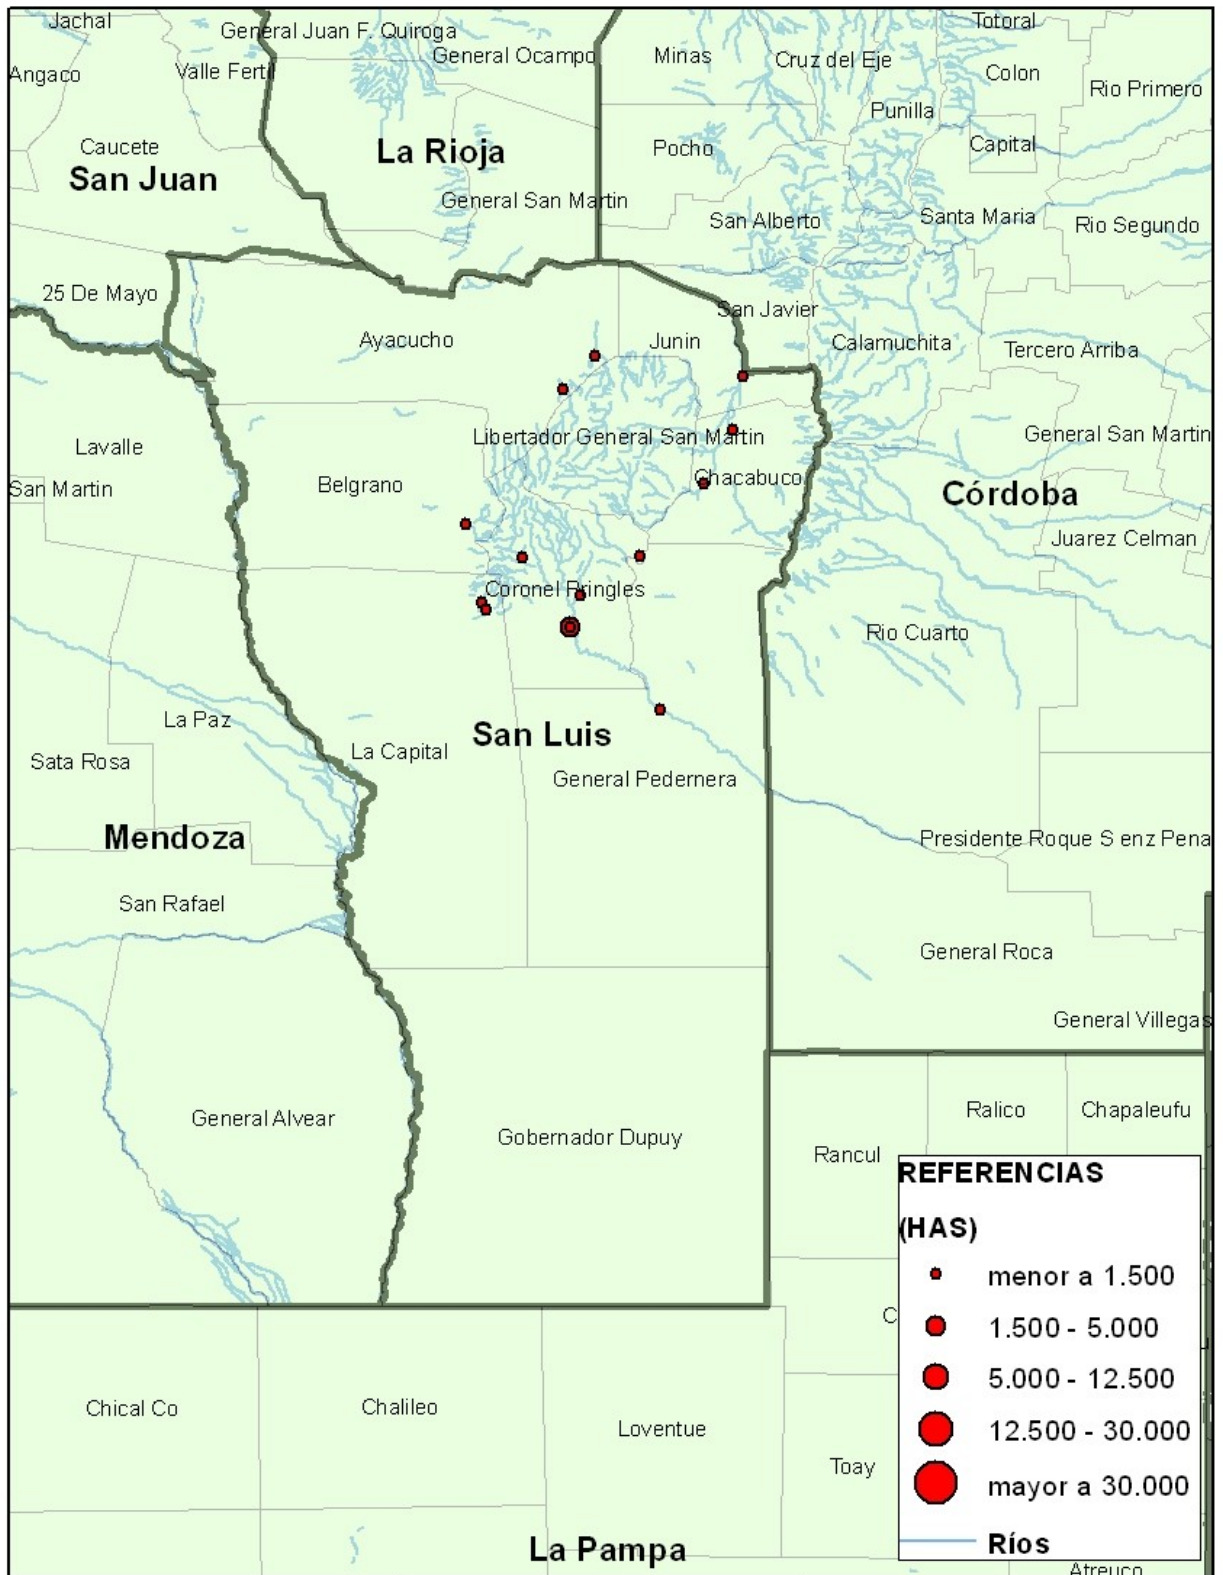 Jachal
General Juan F. Quiroga
Totoral
General Ocampo
Minas
Cruz del Eje
Angaco
Valle Fertil
Colon
Rio Primero
Punilla
Caucete
La Rioja
Pocho
Capital
San Juan
General San Martin
San Alberto
Santa Maria
Rio Segundo
25 De Mayo
San Javier
Ayacucho
Junin
Calamuchita
Tercero Arriba
Lavalle
Libertador General San Martin
General San Martin
San Martin
Belgrano
Chacabuco
Córdoba
Juarez Celman
Coronel Pringles
Rio Cuarto
La Paz
San Luis
La Capital
Sata Rosa
General Pedernera
Mendoza
Presidente Roque S enz Pena
San Rafael
General Roca
General Villegas
General Alvear
Gobernador Dupuy
Ralico
Chapaleufu
Rancul
REFERENCIAS
(HAS)
menor a 1.500
1.500 - 5.000
5.000 - 12.500
12.500 - 30.000
mayor a 30.000
Ríos
Chical Co
Chalileo
Loventue
Toay
La Pampa
Atreuco